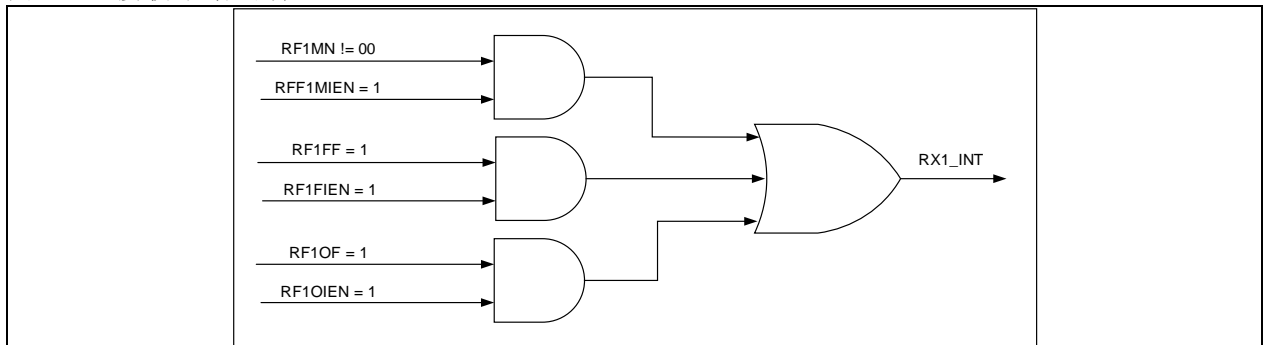 RF1MN != 00
RFF1MIEN = 1
RF1FF = 1
RF1FIEN = 1
RX1_INT
RF1OF = 1
RF1OIEN = 1